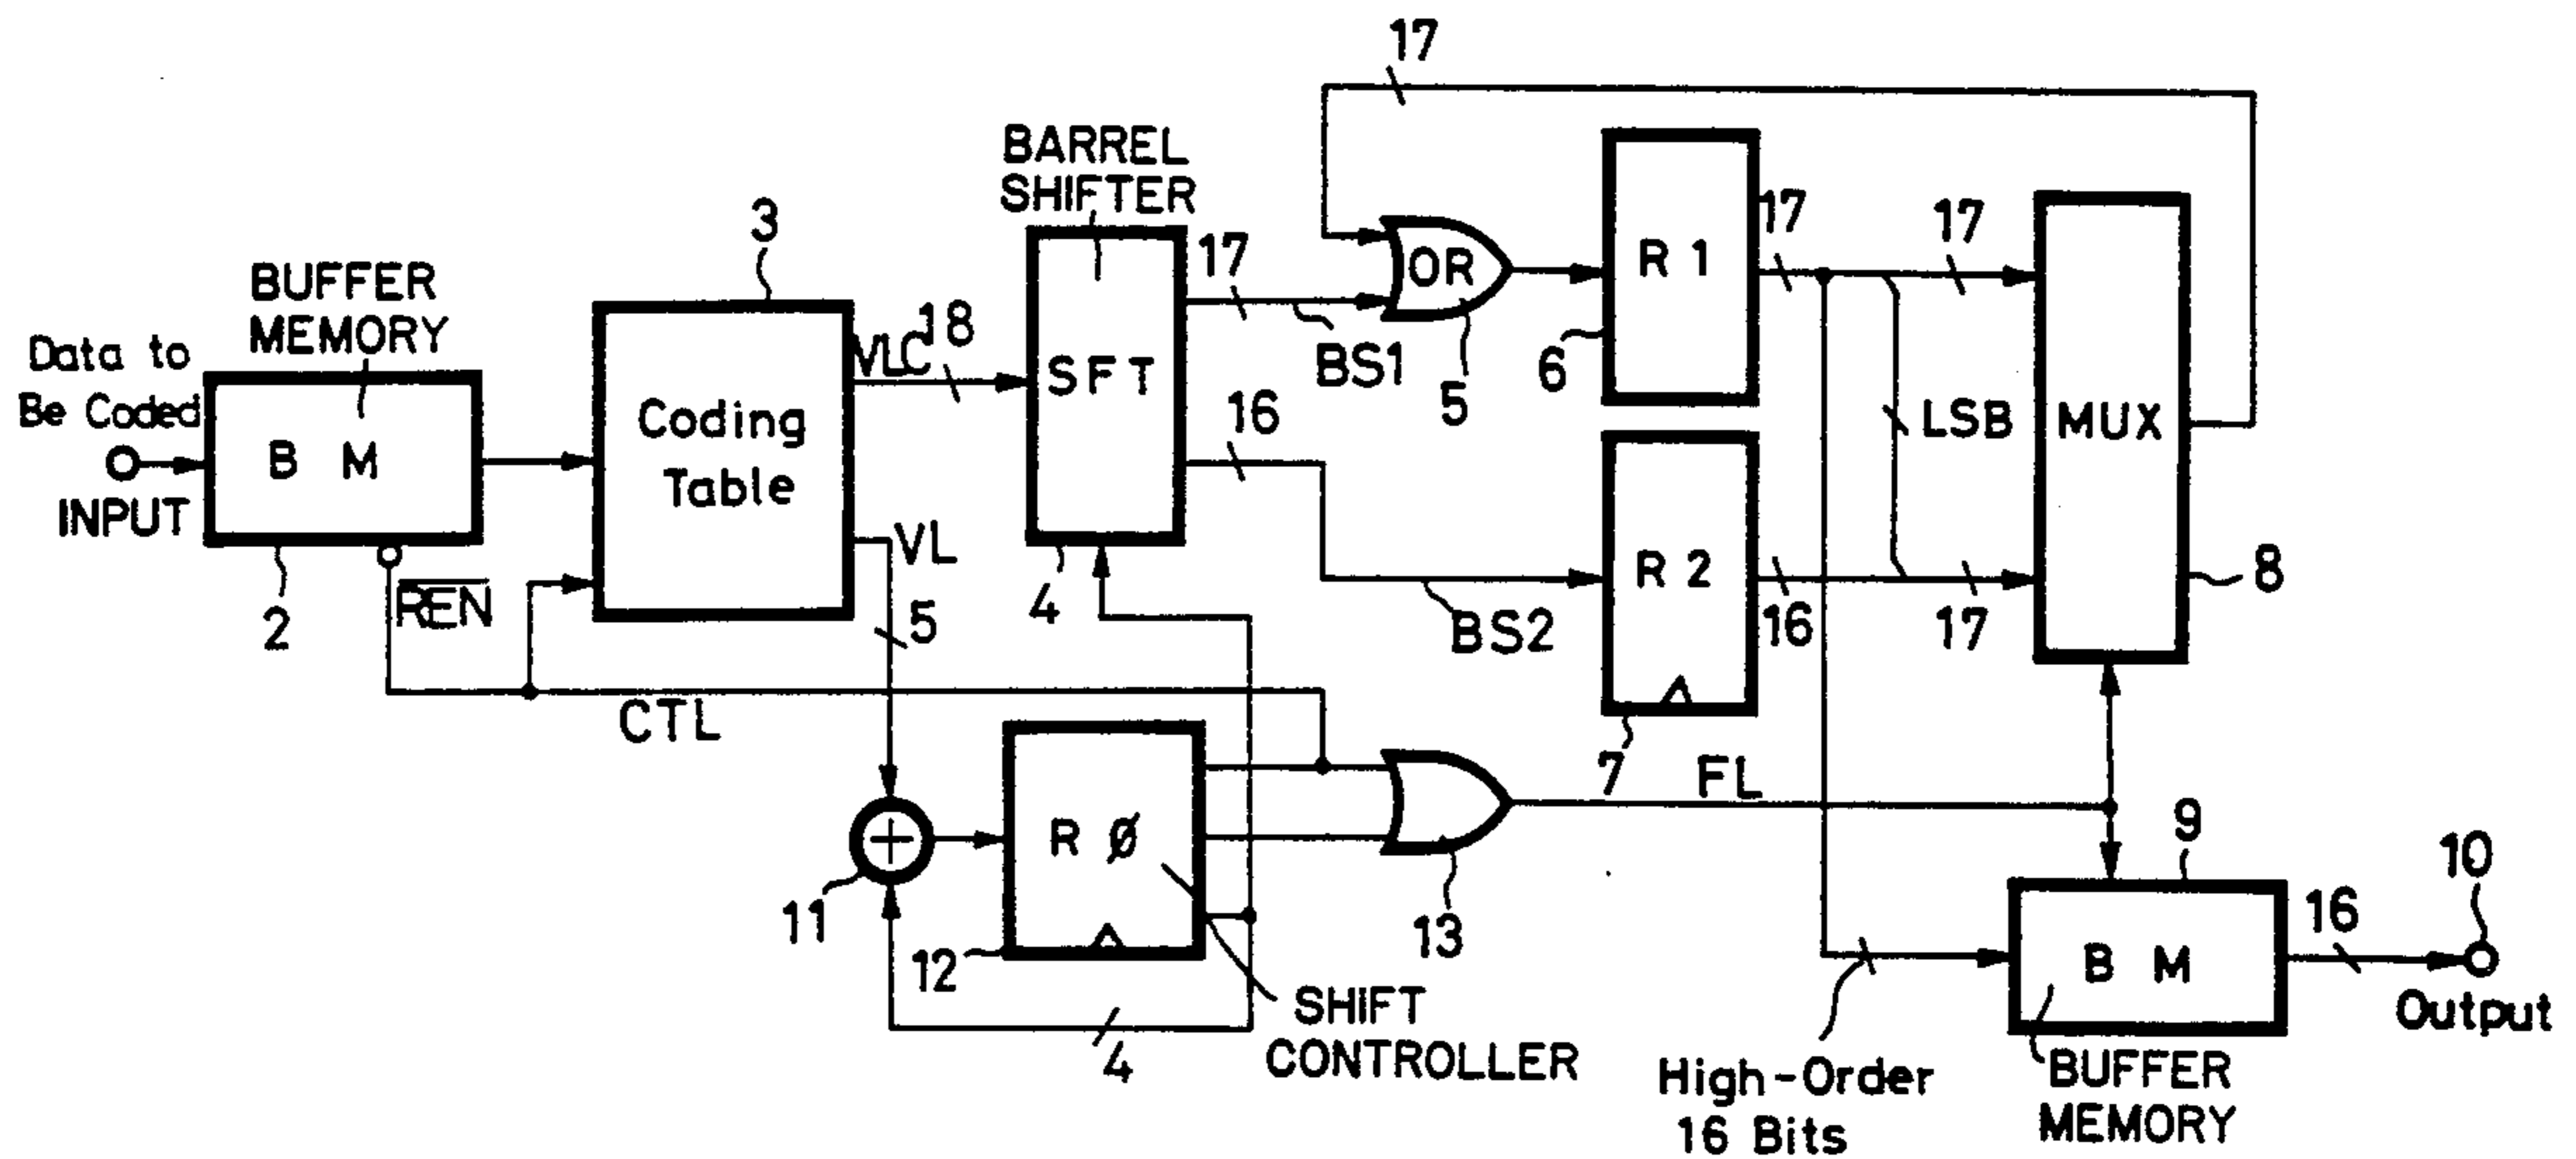 17
BARREL
SHIFTER
3
BUFFER
MEMORY
Data to
Be Coded
INPUT
B M
2
REN
Coding
Table
VLC
18
VL
5
CTL
SFT
4
17
BS1
16
BS2
OR
5
R 1
6
17
17
LSB
R 2
7
16
17
MUX
8
11
R Ø
12
4
SHIFT
CONTROLLER
13
FL
9
B M
BUFFER
MEMORY
High-Order
16 Bits
16
10
Output